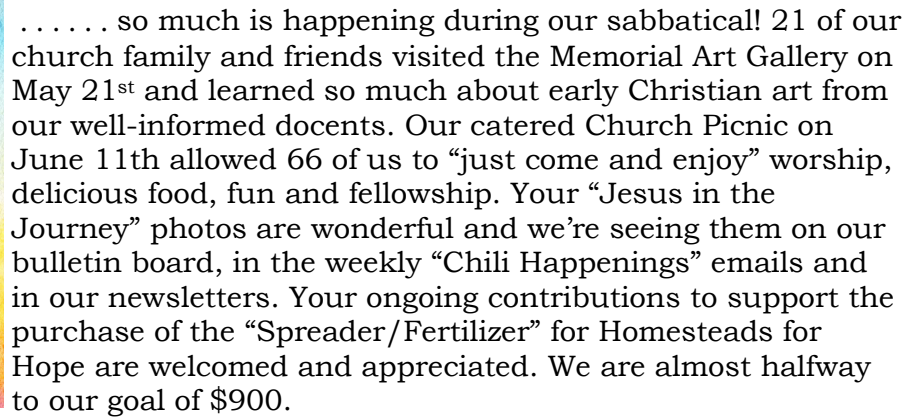 . . . . . . so much is happening during our sabbatical! 21 of our
church family and friends visited the Memorial Art Gallery on
May 21st and learned so much about early Christian art from
our well-informed docents. Our catered Church Picnic on
June 11th allowed 66 of us to “just come and enjoy” worship,
delicious food, fun and fellowship. Your “Jesus in the
Journey” photos are wonderful and we’re seeing them on our
bulletin board, in the weekly “Chili Happenings” emails and
in our newsletters. Your ongoing contributions to support the
purchase of the “Spreader/Fertilizer” for Homesteads for
Hope are welcomed and appreciated. We are almost halfway
to our goal of $900.